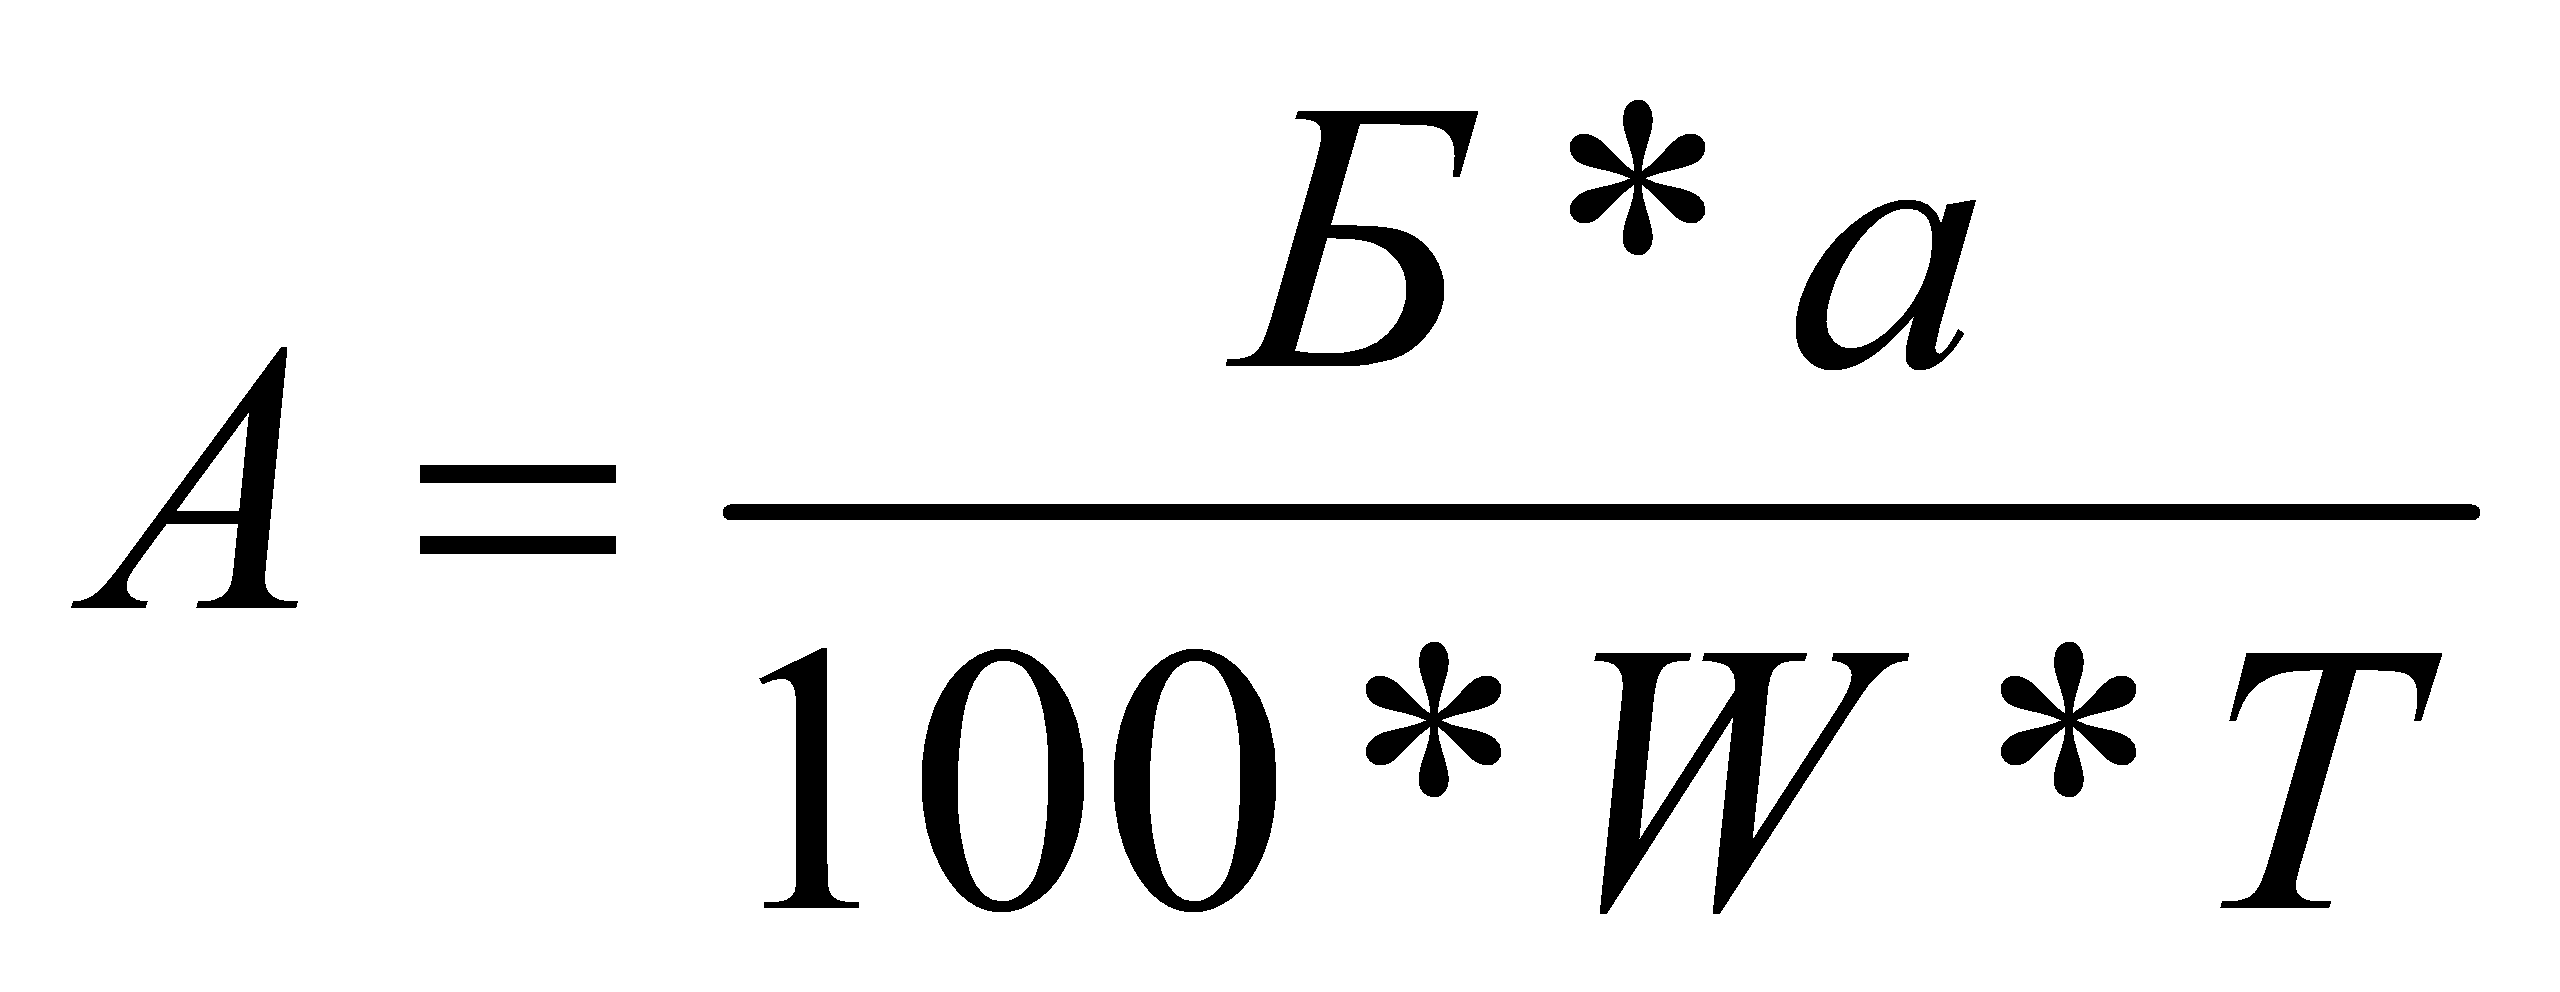 А = Б * а / 100 * W * T